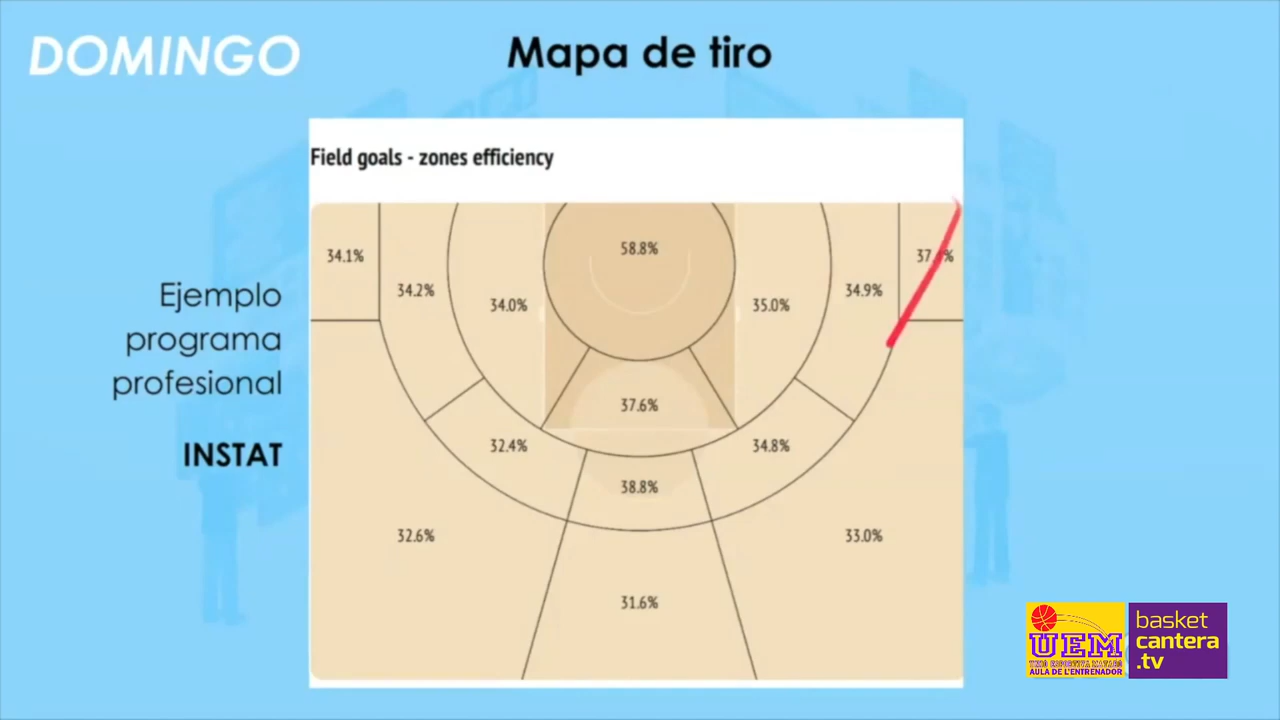 DOMINGO
Mapa de tiro
Field goals - zones efficiency
58.8%
34.1%
34.2%
34.0%
35.0%
34.9%
Ejemplo
programa
profesional
INSTAT
37.6%
32.4%
34.8%
38.8%
32.6%
33.0%
31.6%
UEM
AULA DE L'ENTRENADOR
basket
cantera
.tv